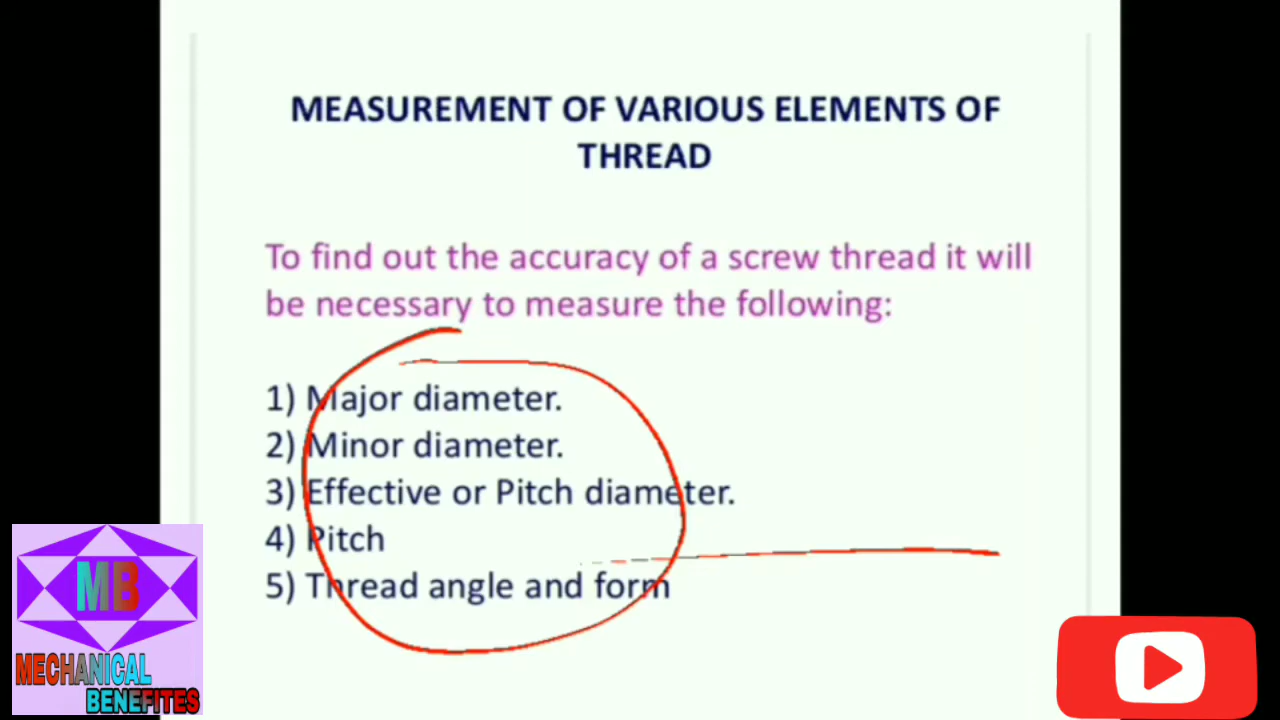 MEASUREMENT OF VARIOUS ELEMENTS OF
THREAD
To find out the accuracy of a screw thread it will
be necessary to measure the following:
1) Major diameter.
2) Minor diameter.
3) Effective or Pitch diameter.
4) Pitch
5) Thread angle and form
MB
MECHANICAL
BENEFITES